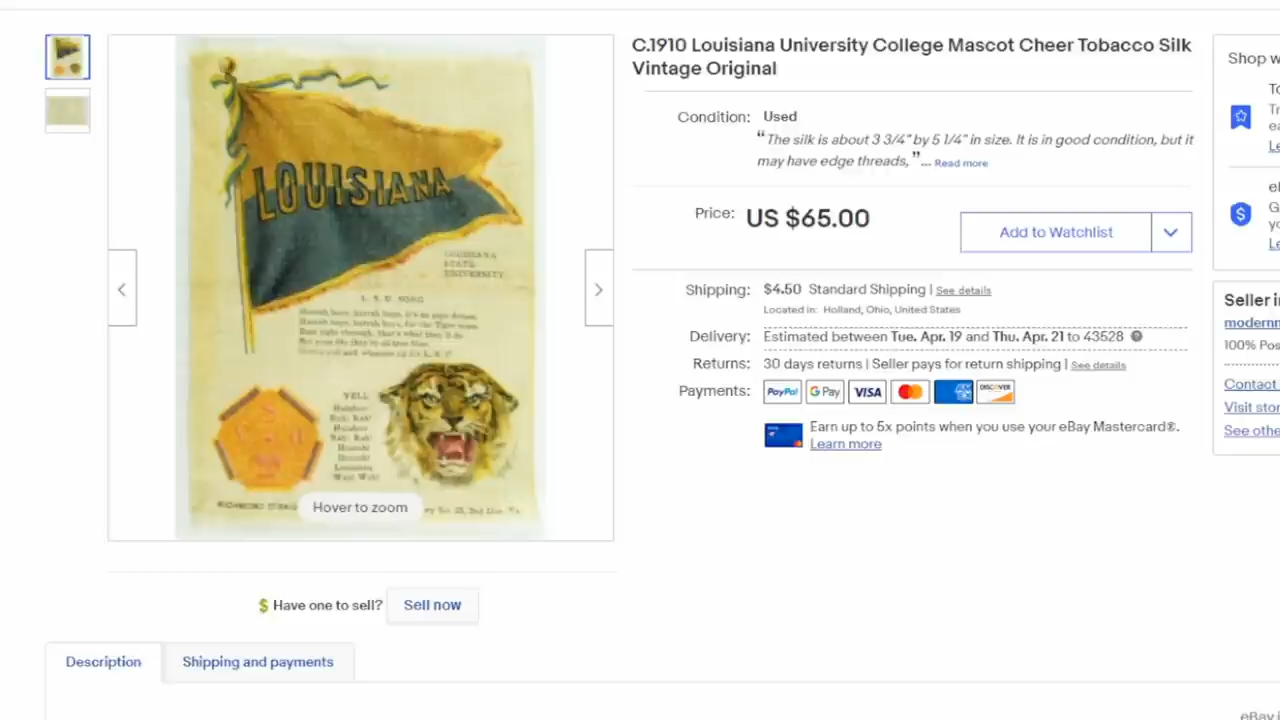 C.1910 Louisiana University College Mascot Cheer Tobacco Silk
Vintage Original
Shop w
Condition: Used
“The silk is about 3 3/4" by 5 1/4" in size. It is in good condition, but it
may have edge threads, ”... Read more
Price: US $65.00
Add to Watchlist
Shipping: $4.50 Standard Shipping | See details
Located in: Holland, Ohio, United States
Delivery: Estimated between Tue. Apr. 19 and Thu. Apr. 21 to 43528
Returns: 30 days returns | Seller pays for return shipping | See details
Payments: PayPal G Pay VISA DISCOVER
Earn up to 5x points when you use your eBay Mastercard®.
Learn more
Seller i
modernn
100% Pos
Contact
Visit stor
See othe
LOUISIANA
LOUISIANA
STATE
UNIVERSITY
L. S. U. SONG
YELL
Hover to zoom
$ Have one to sell? Sell now
Description
Shipping and payments
eBay i